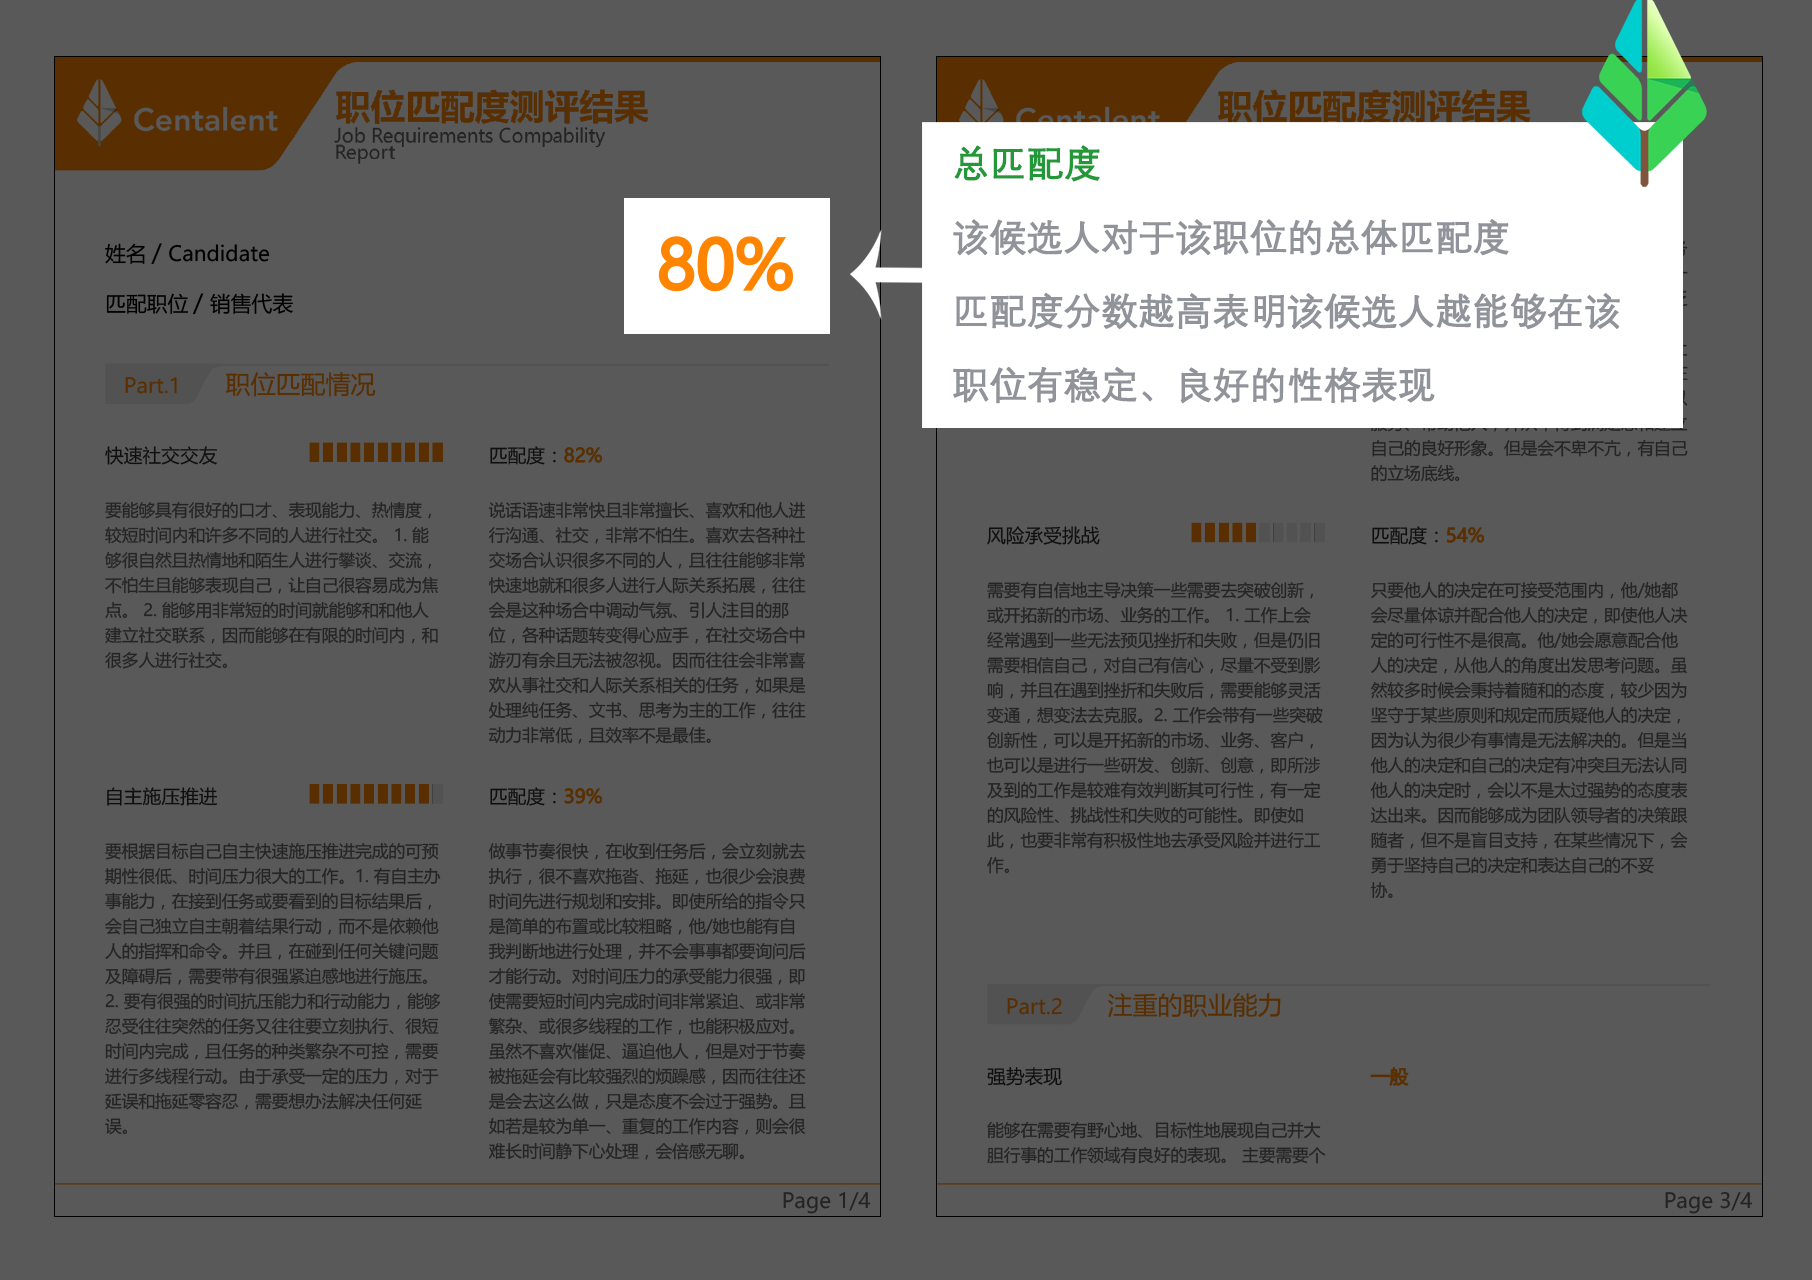 Centalent
职位匹配度测评结果
Job Requirements Compability
Report
姓名 / Candidate
匹配职位 / 销售代表
80%
Part.1 职位匹配情况
快速社交交友
匹配度：82%
要能够具有很好的口才、表现能力、热情度，
较短时间内和许多不同的人进行社交。 1. 能
够很自然且热情地和陌生人进行攀谈、交流，
不怕生且能够表现自己，让自己很容易成为焦
点。 2. 能够用非常短的时间就能够和和他人
建立社交联系，因而能够在有限的时间内，和
很多人进行社交。
说话语速非常快且非常擅长、喜欢和他人进
行沟通、社交，非常不怕生。喜欢去各种社
交场合认识很多不同的人，且往往能够非常
快速地就和很多人进行人际关系拓展，往往
会是这种场合中调动气氛、引人注目的那
位，各种话题转变得心应手，在社交场合中
游刃有余且无法被忽视。因而往往会非常喜
欢从事社交和人际关系相关的任务，如果是
处理纯任务、文书、思考为主的工作，往往
动力非常低，且效率不是最佳。
自主施压推进
匹配度：39%
要根据目标自己自主快速施压推进完成的可预
期性很低、时间压力很大的工作。1. 有自主办
事能力，在接到任务或要看到的目标结果后，
会自己独立自主朝着结果行动，而不是依赖他
人的指挥和命令。并且，在碰到任何关键问题
及障碍后，需要带有很强紧迫感地进行施压。
2. 要有很强的时间抗压能力和行动能力，能够
忍受往往突然的任务又往往要立刻执行、很短
时间内完成，且任务的种类繁杂不可控，需要
进行多线程行动。由于承受一定的压力，对于
延误和拖延零容忍，需要想办法解决任何延
误。
做事节奏很快，在收到任务后，会立刻就去
执行，很不喜欢拖沓、拖延，也很少会浪费
时间先进行规划和安排。即使所给的指令只
是简单的布置或比较粗略，他/她也能有自
我判断地进行处理，并不会事事都要询问后
才能行动。对时间压力的承受能力很强，即
使需要短时间内完成时间非常紧迫、或非常
繁杂、或很多线程的工作，也能积极应对。
虽然不喜欢催促、逼迫他人，但是对于节奏
被拖延会有比较强烈的烦躁感，因而往往还
是会去这么做，只是态度不会过于强势。且
如若是较为单一、重复的工作内容，则会很
难长时间静下心处理，会倍感无聊。
Page 1/4
Centalent
职位匹配度测评结果
总匹配度
该候选人对于该职位的总体匹配度
匹配度分数越高表明该候选人越能够在该
职位有稳定、良好的性格表现
自己的良好形象。但是会不卑不亢，有自己
的立场底线。
风险承受挑战
匹配度：54%
需要有自信地主导决策一些需要去突破创新，
或开拓新的市场、业务的工作。 1. 工作上会
经常遇到一些无法预见挫折和失败，但是仍旧
需要相信自己，对自己有信心，尽量不受到影
响，并且在遇到挫折和失败后，需要能够灵活
变通，想变法去克服。2. 工作会带有一些突破
创新性，可以是开拓新的市场、业务、客户，
也可以是进行一些研发、创新、创意，即所涉
及到的工作是较难有效判断其可行性，有一定
的风险性、挑战性和失败的可能性。即使如
此，也要非常有积极性地去承受风险并进行工
作。
只要他人的决定在可接受范围内，他/她都
会尽量体谅并配合他人的决定，即使他人决
定的可行性不是很高。他/她会愿意配合他
人的决定，从他人的角度出发思考问题。虽
然较多时候会秉持着随和的态度，较少因为
坚守于某些原则和规定而质疑他人的决定，
因为认为很少有事情是无法解决的。但是当
他人的决定和自己的决定有冲突且无法认同
他人的决定时，会以不是太过强势的态度表
达出来。因而能够成为团队领导者的决策跟
随者，但不是盲目支持，在某些情况下，会
勇于坚持自己的决定和表达自己的不妥
协。
Part.2 注重的职业能力
强势表现
一般
能够在需要有野心地、目标性地展现自己并大
胆行事的工作领域有良好的表现。 主要需要个
Page 3/4